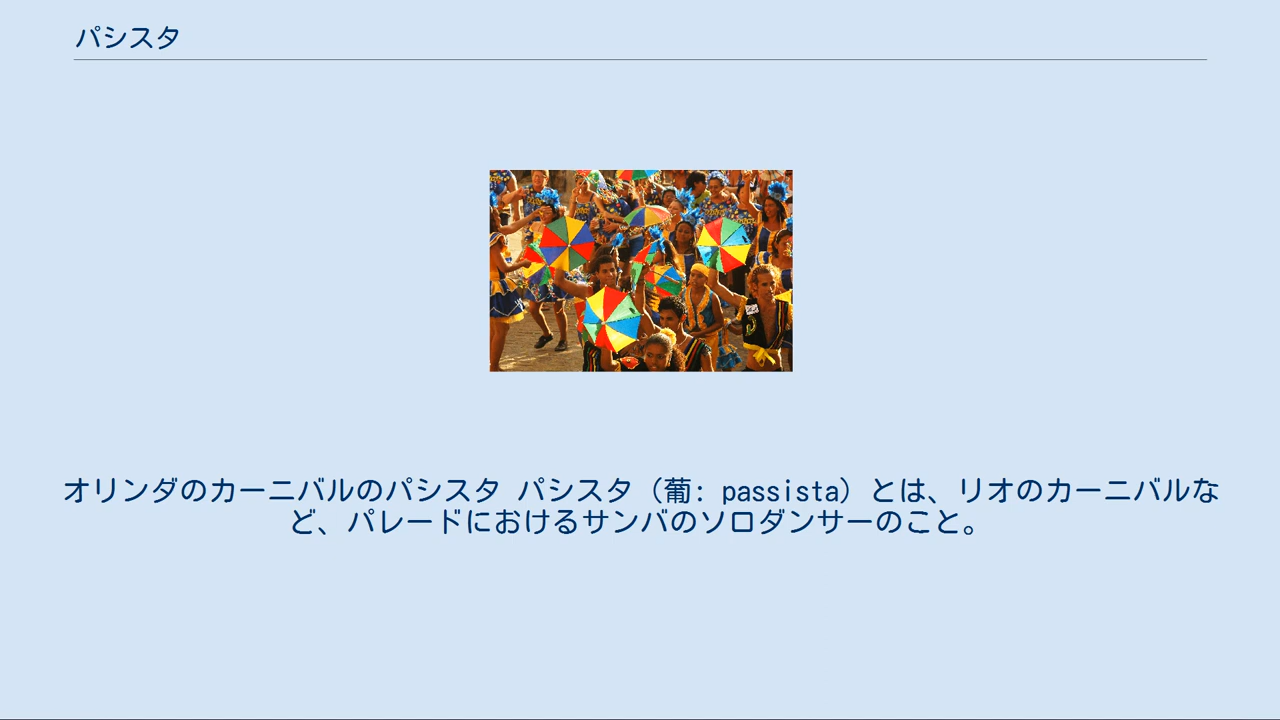 パシスタ
オリンダのカーニバルのパシスタ パシスタ（葡: passista）とは、リオのカーニバルな
ど、パレードにおけるサンバのソロダンサーのこと。